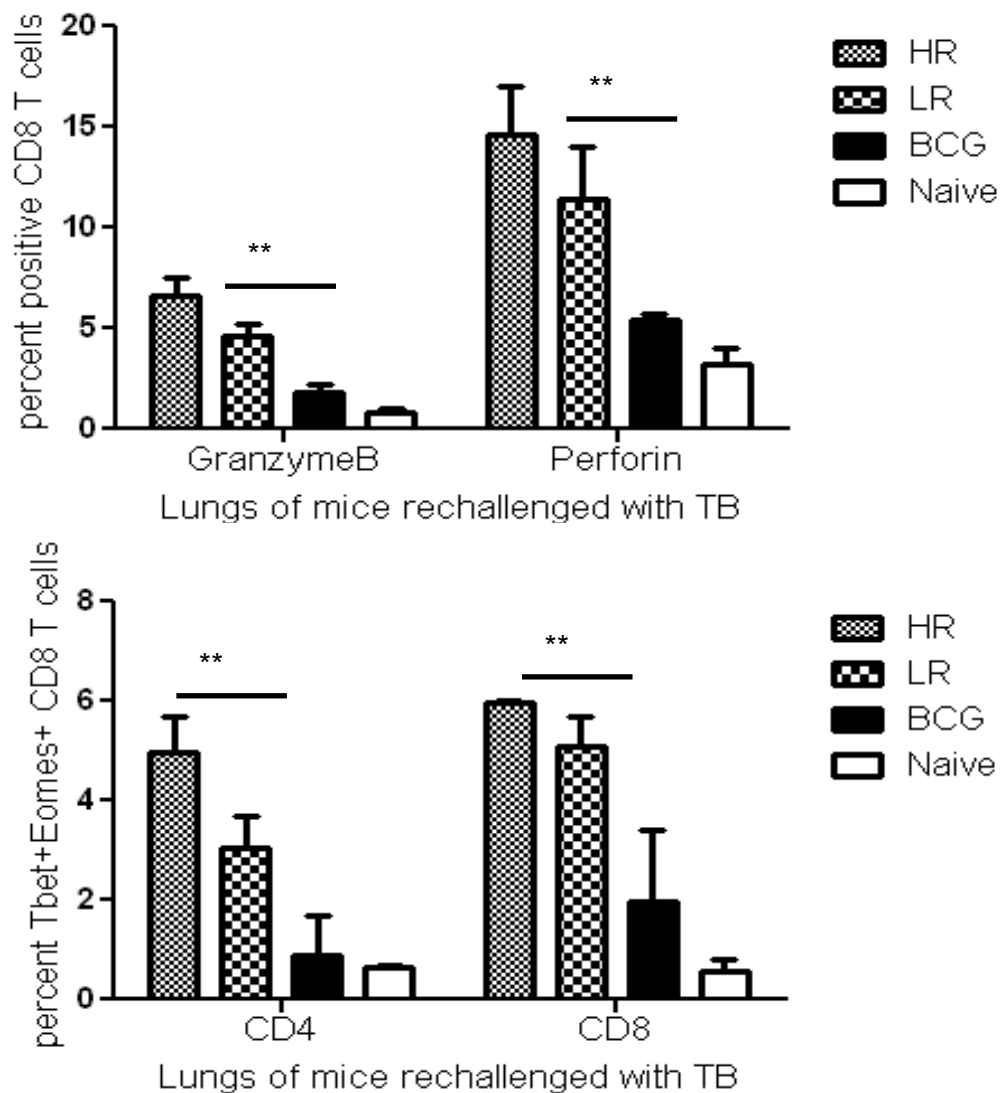 percent positive CD8 T cells
20
15
10
5
0
**
**
GranzymeB
Perforin
Lungs of mice rechallenged with TB
HR
LR
BCG
Naive
percent Tbet+Eomes+ CD8 T cells
8
6
4
2
0
**
**
CD4
CD8
Lungs of mice rechallenged with TB
HR
LR
BCG
Naive